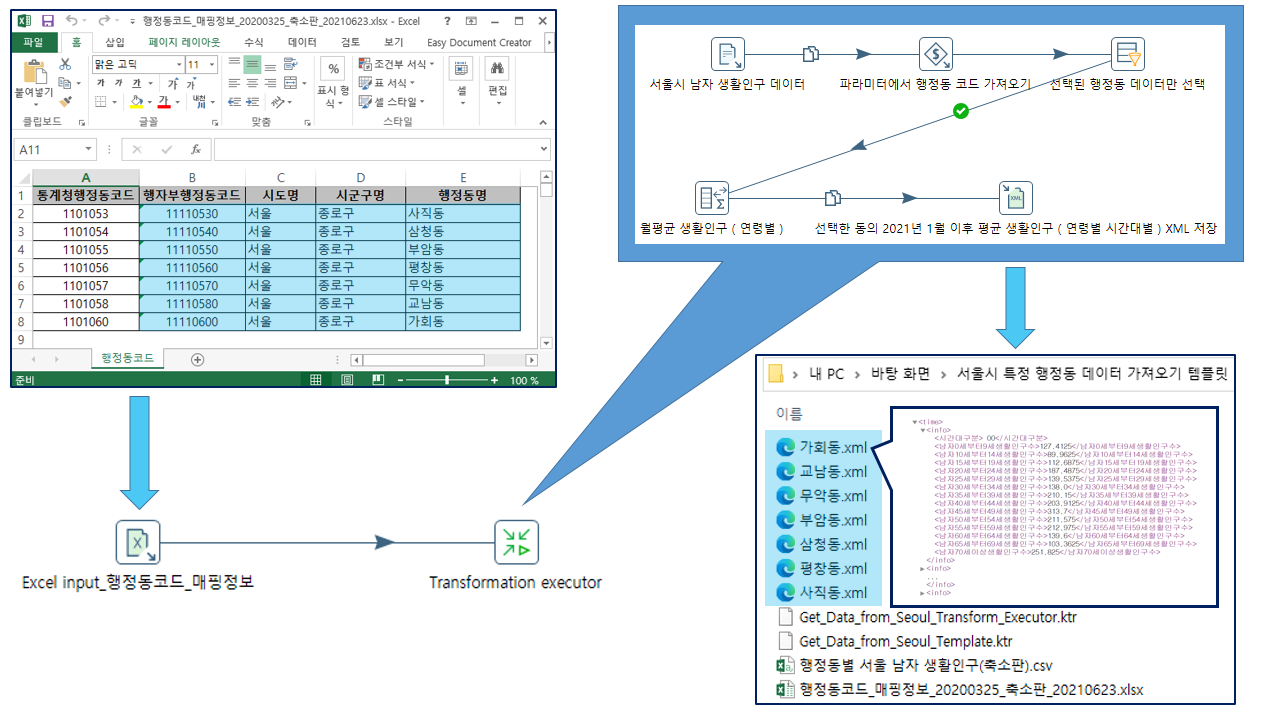 행정동코드_매핑정보_20200325_축소판_20210623.xlsx - Excel
파일 홈 삽입 페이지 레이아웃 수식 데이터 검토 보기 Easy Document Creator
붙여넣기
클립보드
맑은 고딕 11
가 가 가 가 가
가 내천
글꼴
맞춤
%
표시 형식
조건부 서식
표 서식
셀 스타일
스타일
셀
편집
A11
fx
A B C D E
1 통계청행정동코드 행자부행정동코드 시도명 시군구명 행정동명
2 1101053 11110530 서울 종로구 사직동
3 1101054 11110540 서울 종로구 삼청동
4 1101055 11110550 서울 종로구 부암동
5 1101056 11110560 서울 종로구 평창동
6 1101057 11110570 서울 종로구 무악동
7 1101058 11110580 서울 종로구 교남동
8 1101060 11110600 서울 종로구 가회동
9
행정동코드
준비 100 %
서울시 남자 생활인구 데이터
파라미터에서 행정동 코드 가져오기
선택된 행정동 데이터만 선택
월평균 생활인구 ( 연령별 )
XML
선택한 동의 2021년 1월 이후 평균 생활인구 ( 연령별 시간대별 ) XML 저장
Excel input_행정동코드_매핑정보
Transformation executor
내 PC > 바탕 화면 > 서울시 특정 행정동 데이터 가져오기 템플릿
이름
가회동.xml
교남동.xml
무악동.xml
부암동.xml
삼청동.xml
평창동.xml
사직동.xml
Get_Data_from_Seoul_Transform_Executor.ktr
Get_Data_from_Seoul_Template.ktr
행정동별 서울 남자 생활인구(축소판).csv
행정동코드_매핑정보_20200325_축소판_20210623.xlsx
▼<time>
▼<info>
<시간대구분> 00</시간대구분>
<남자0세부터9세생활인구수>127.4125</남자0세부터9세생활인구수>
<남자10세부터14세생활인구수>89.9625</남자10세부터14세생활인구수>
<남자15세부터19세생활인구수>112.6875</남자15세부터19세생활인구수>
<남자20세부터24세생활인구수>187.4875</남자20세부터24세생활인구수>
<남자25세부터29세생활인구수>139.5375</남자25세부터29세생활인구수>
<남자30세부터34세생활인구수>138.0</남자30세부터34세생활인구수>
<남자35세부터39세생활인구수>210.15</남자35세부터39세생활인구수>
<남자40세부터44세생활인구수>203.9125</남자40세부터44세생활인구수>
<남자45세부터49세생활인구수>313.7</남자45세부터49세생활인구수>
<남자50세부터54세생활인구수>211.575</남자50세부터54세생활인구수>
<남자55세부터59세생활인구수>212.975</남자55세부터59세생활인구수>
<남자60세부터64세생활인구수>139.6</남자60세부터64세생활인구수>
<남자65세부터69세생활인구수>103.3625</남자65세부터69세생활인구수>
<남자70세이상생활인구수>251.825</남자70세이상생활인구수>
</info>
▶<info>
...
</info>
▶<info>